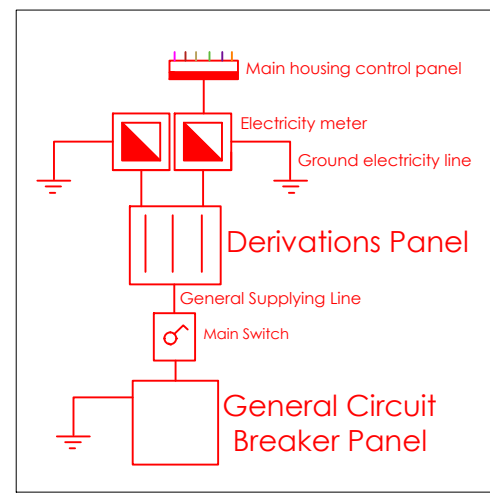 Main housing control panel
Electricity meter
Ground electricity line
Derivations Panel
General Supplying Line
Main Switch
General Circuit
Breaker Panel